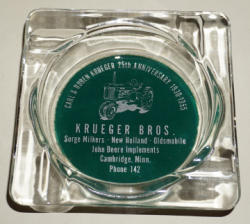 CARL & RUBEN KRUEGER 25th ANNIVERSARY 1930-1955
KRUEGER BROS.
Surge Milkers - New Holland - Oldsmobile
John Deere Implements
Cambridge, Minn.
Phone 142